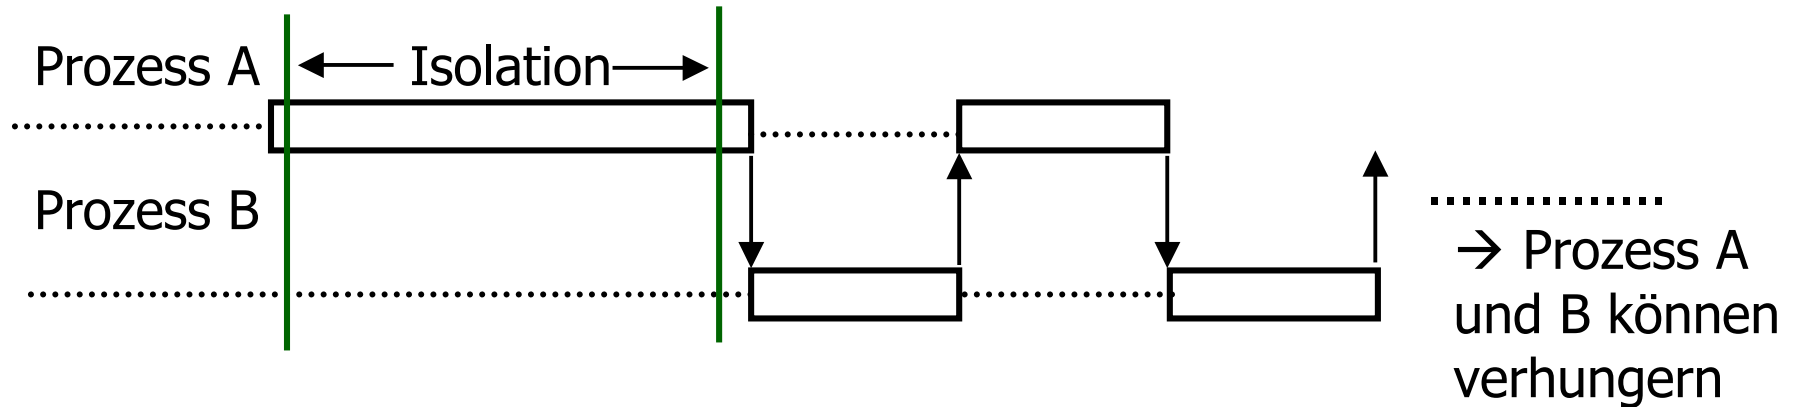 Prozess A
Isolation
Prozess B
→ Prozess A
und B können
verhungern